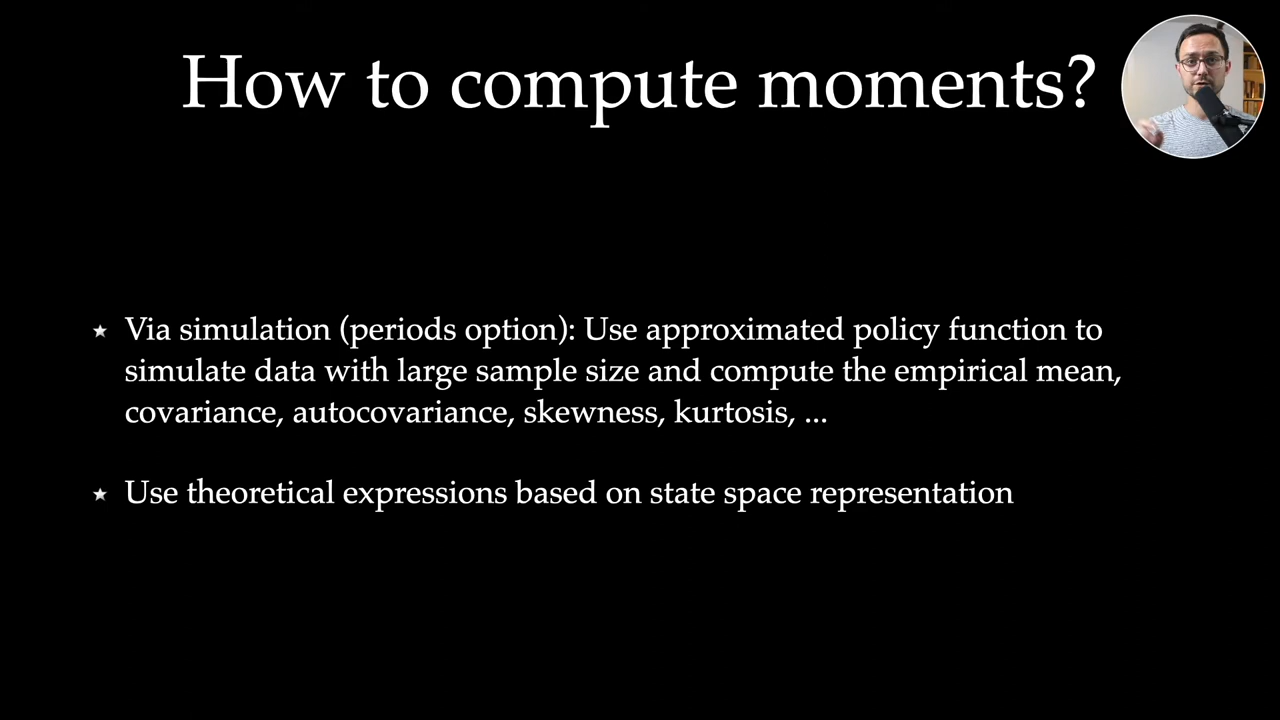 How to compute moments?
★ Via simulation (periods option): Use approximated policy function to
simulate data with large sample size and compute the empirical mean,
covariance, autocovariance, skewness, kurtosis, ...
★ Use theoretical expressions based on state space representation